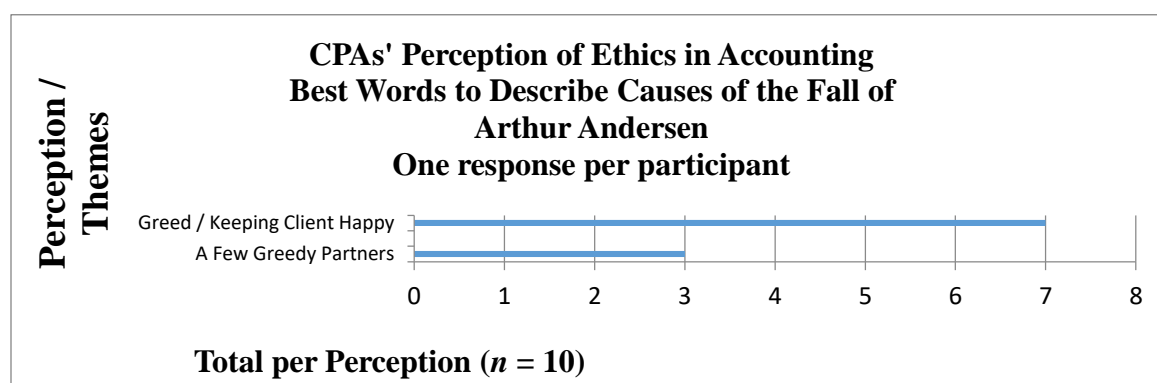 CPAs' Perception of Ethics in Accounting
Best Words to Describe Causes of the Fall of
Arthur Andersen
One response per participant
Perception /
Themes
Greed / Keeping Client Happy
A Few Greedy Partners
0 1 2 3 4 5 6 7 8
Total per Perception (n = 10)